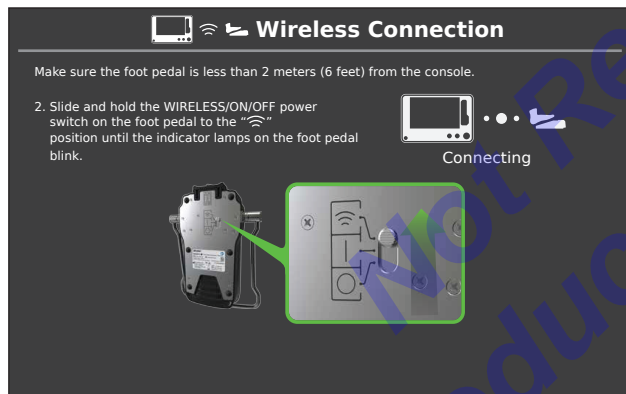 Wireless Connection
Make sure the foot pedal is less than 2 meters (6 feet) from the console.
2. Slide and hold the WIRELESS/ON/OFF power
switch on the foot pedal to the “ ”
position until the indicator lamps on the foot pedal
blink.
Connecting
Not Re
oduc